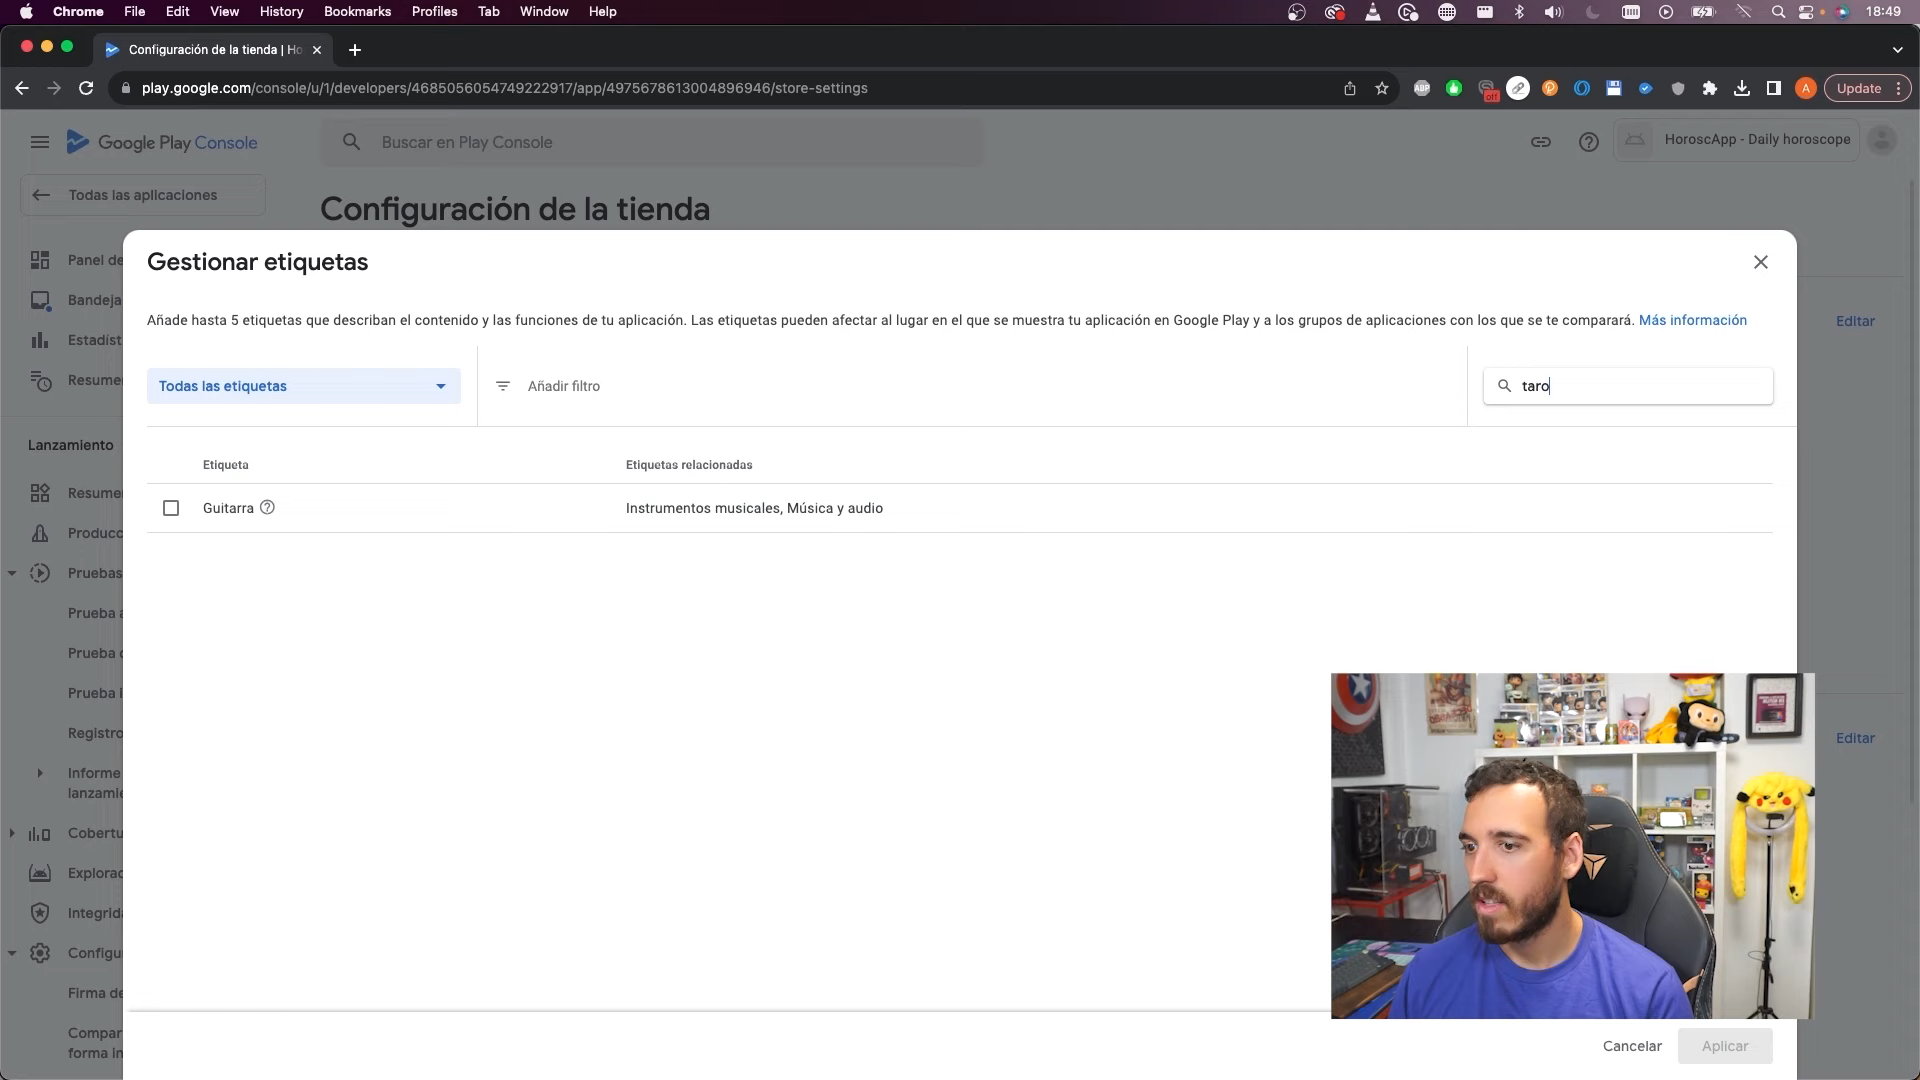 Chrome File Edit View History Bookmarks Profiles Tab Window Help 18:49
Configuración de la tienda | Ho
play.google.com/console/u/1/developers/4685056054749222917/app/4975678613004896946/store-settings
ABP off A Update
Google Play Console
Buscar en Play Console
HoroscApp - Daily horoscope
Todas las aplicaciones
Configuración de la tienda
Panel de
Bandeja
Estadíst
Resume
Lanzamiento
Resume
Producc
Pruebas
Prueba a
Prueba c
Prueba i
Registro
Informe
lanzamie
Cobertu
Explorac
Integrida
Configu
Firma de
Compar
forma in
Editar
Editar
Gestionar etiquetas
Añade hasta 5 etiquetas que describan el contenido y las funciones de tu aplicación. Las etiquetas pueden afectar al lugar en el que se muestra tu aplicación en Google Play y a los grupos de aplicaciones con los que se te comparará. Más información
Todas las etiquetas
Añadir filtro
taro
Etiqueta Etiquetas relacionadas
Guitarra Instrumentos musicales, Música y audio
Cancelar Aplicar